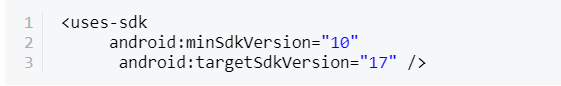 1 <uses-sdk
2 android:minSdkVersion="10"
3 android:targetSdkVersion="17" />